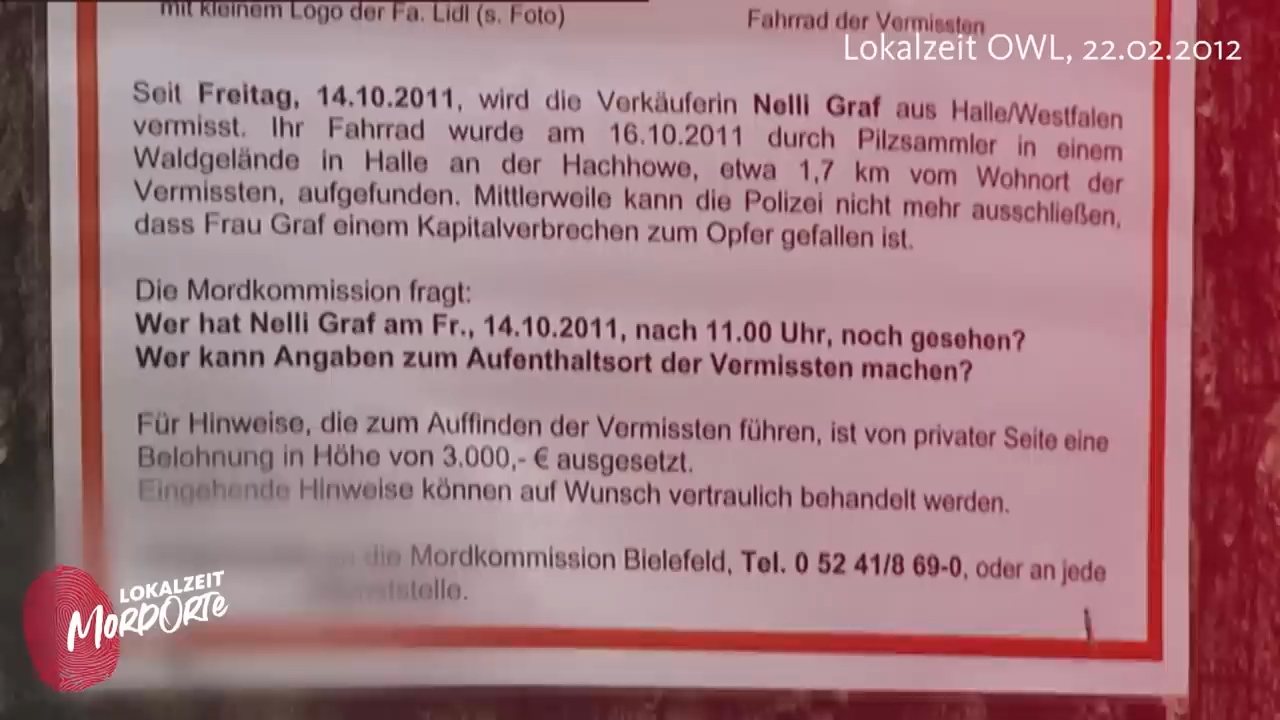 mit kleinem Logo der Fa. Lidl (s. Foto)
Fahrrad der Vermissten
Lokalzeit OWL, 22.02.2012
Seit Freitag, 14.10.2011, wird die Verkäuferin Nelli Graf aus Halle/Westfalen
vermisst. Ihr Fahrrad wurde am 16.10.2011 durch Pilzsammler in einem
Waldgelände in Halle an der Hachhowe, etwa 1,7 km vom Wohnort der
Vermissten, aufgefunden. Mittlerweile kann die Polizei nicht mehr ausschließen,
dass Frau Graf einem Kapitalverbrechen zum Opfer gefallen ist.
Die Mordkommission fragt:
Wer hat Nelli Graf am Fr., 14.10.2011, nach 11.00 Uhr, noch gesehen?
Wer kann Angaben zum Aufenthaltsort der Vermissten machen?
Für Hinweise, die zum Auffinden der Vermissten führen, ist von privater Seite eine
Belohnung in Höhe von 3.000,- € ausgesetzt.
Eingehende Hinweise können auf Wunsch vertraulich behandelt werden.
die Mordkommission Bielefeld, Tel. 0 52 41/8 69-0, oder an jede
LOKALZEIT
MORDORTE